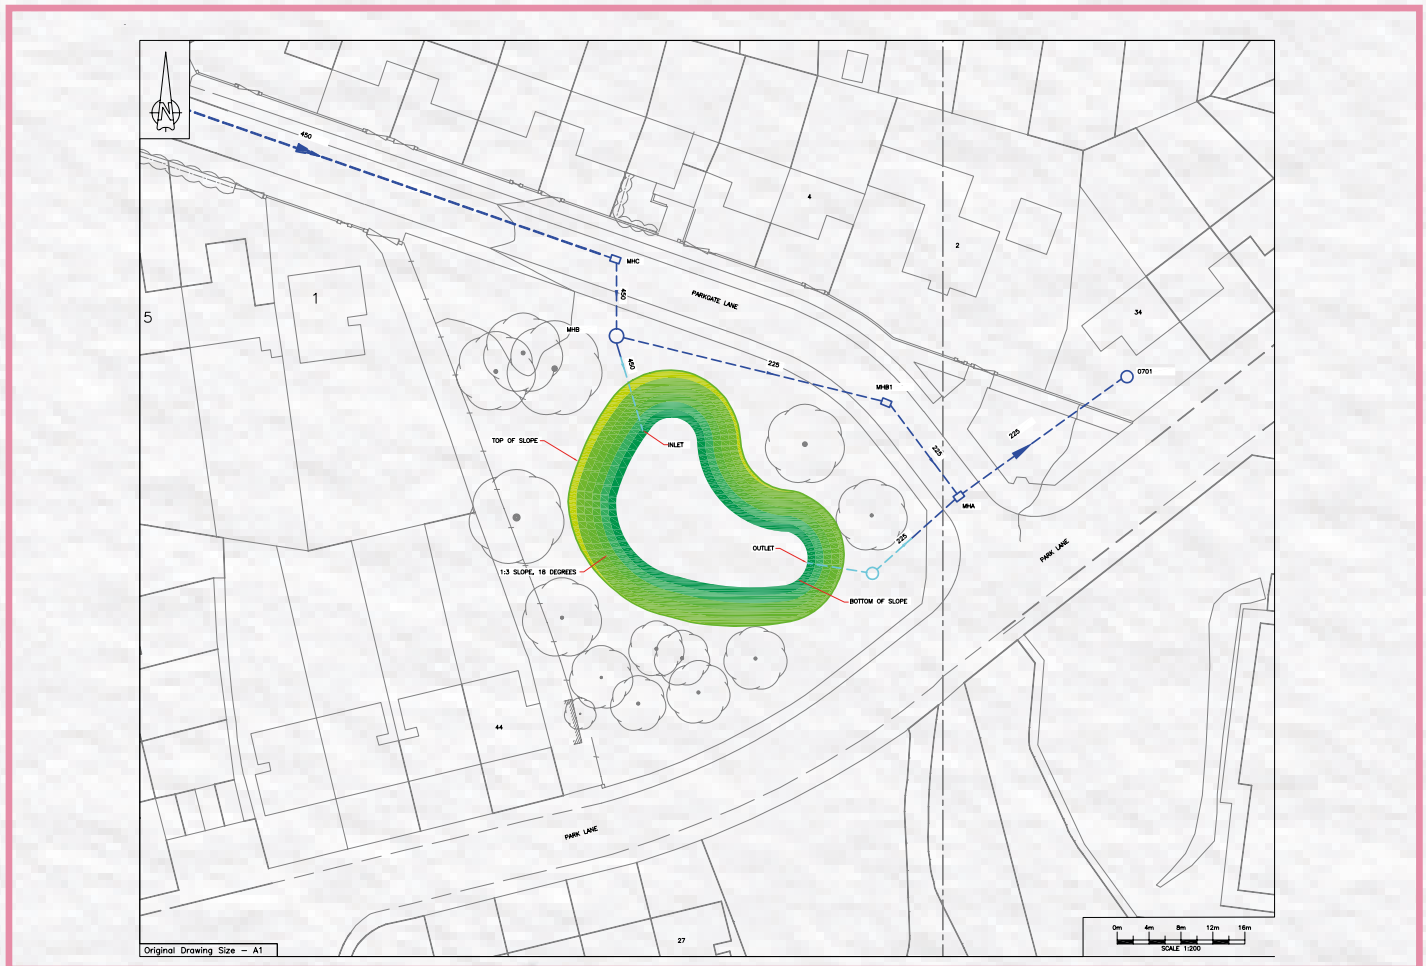 N
450
MHC
4
2
1
450
PARKGATE LANE
5
34
MHB
450
225
0701
MHB1
TOP OF SLOPE
INLET
225
225
MHA
225
OUTLET
PARK LANE
1:3 SLOPE, 18 DEGREES
BOTTOM OF SLOPE
44
PARK LANE
27
0m 4m 8m 12m 16m
SCALE 1:200
Original Drawing Size - A1